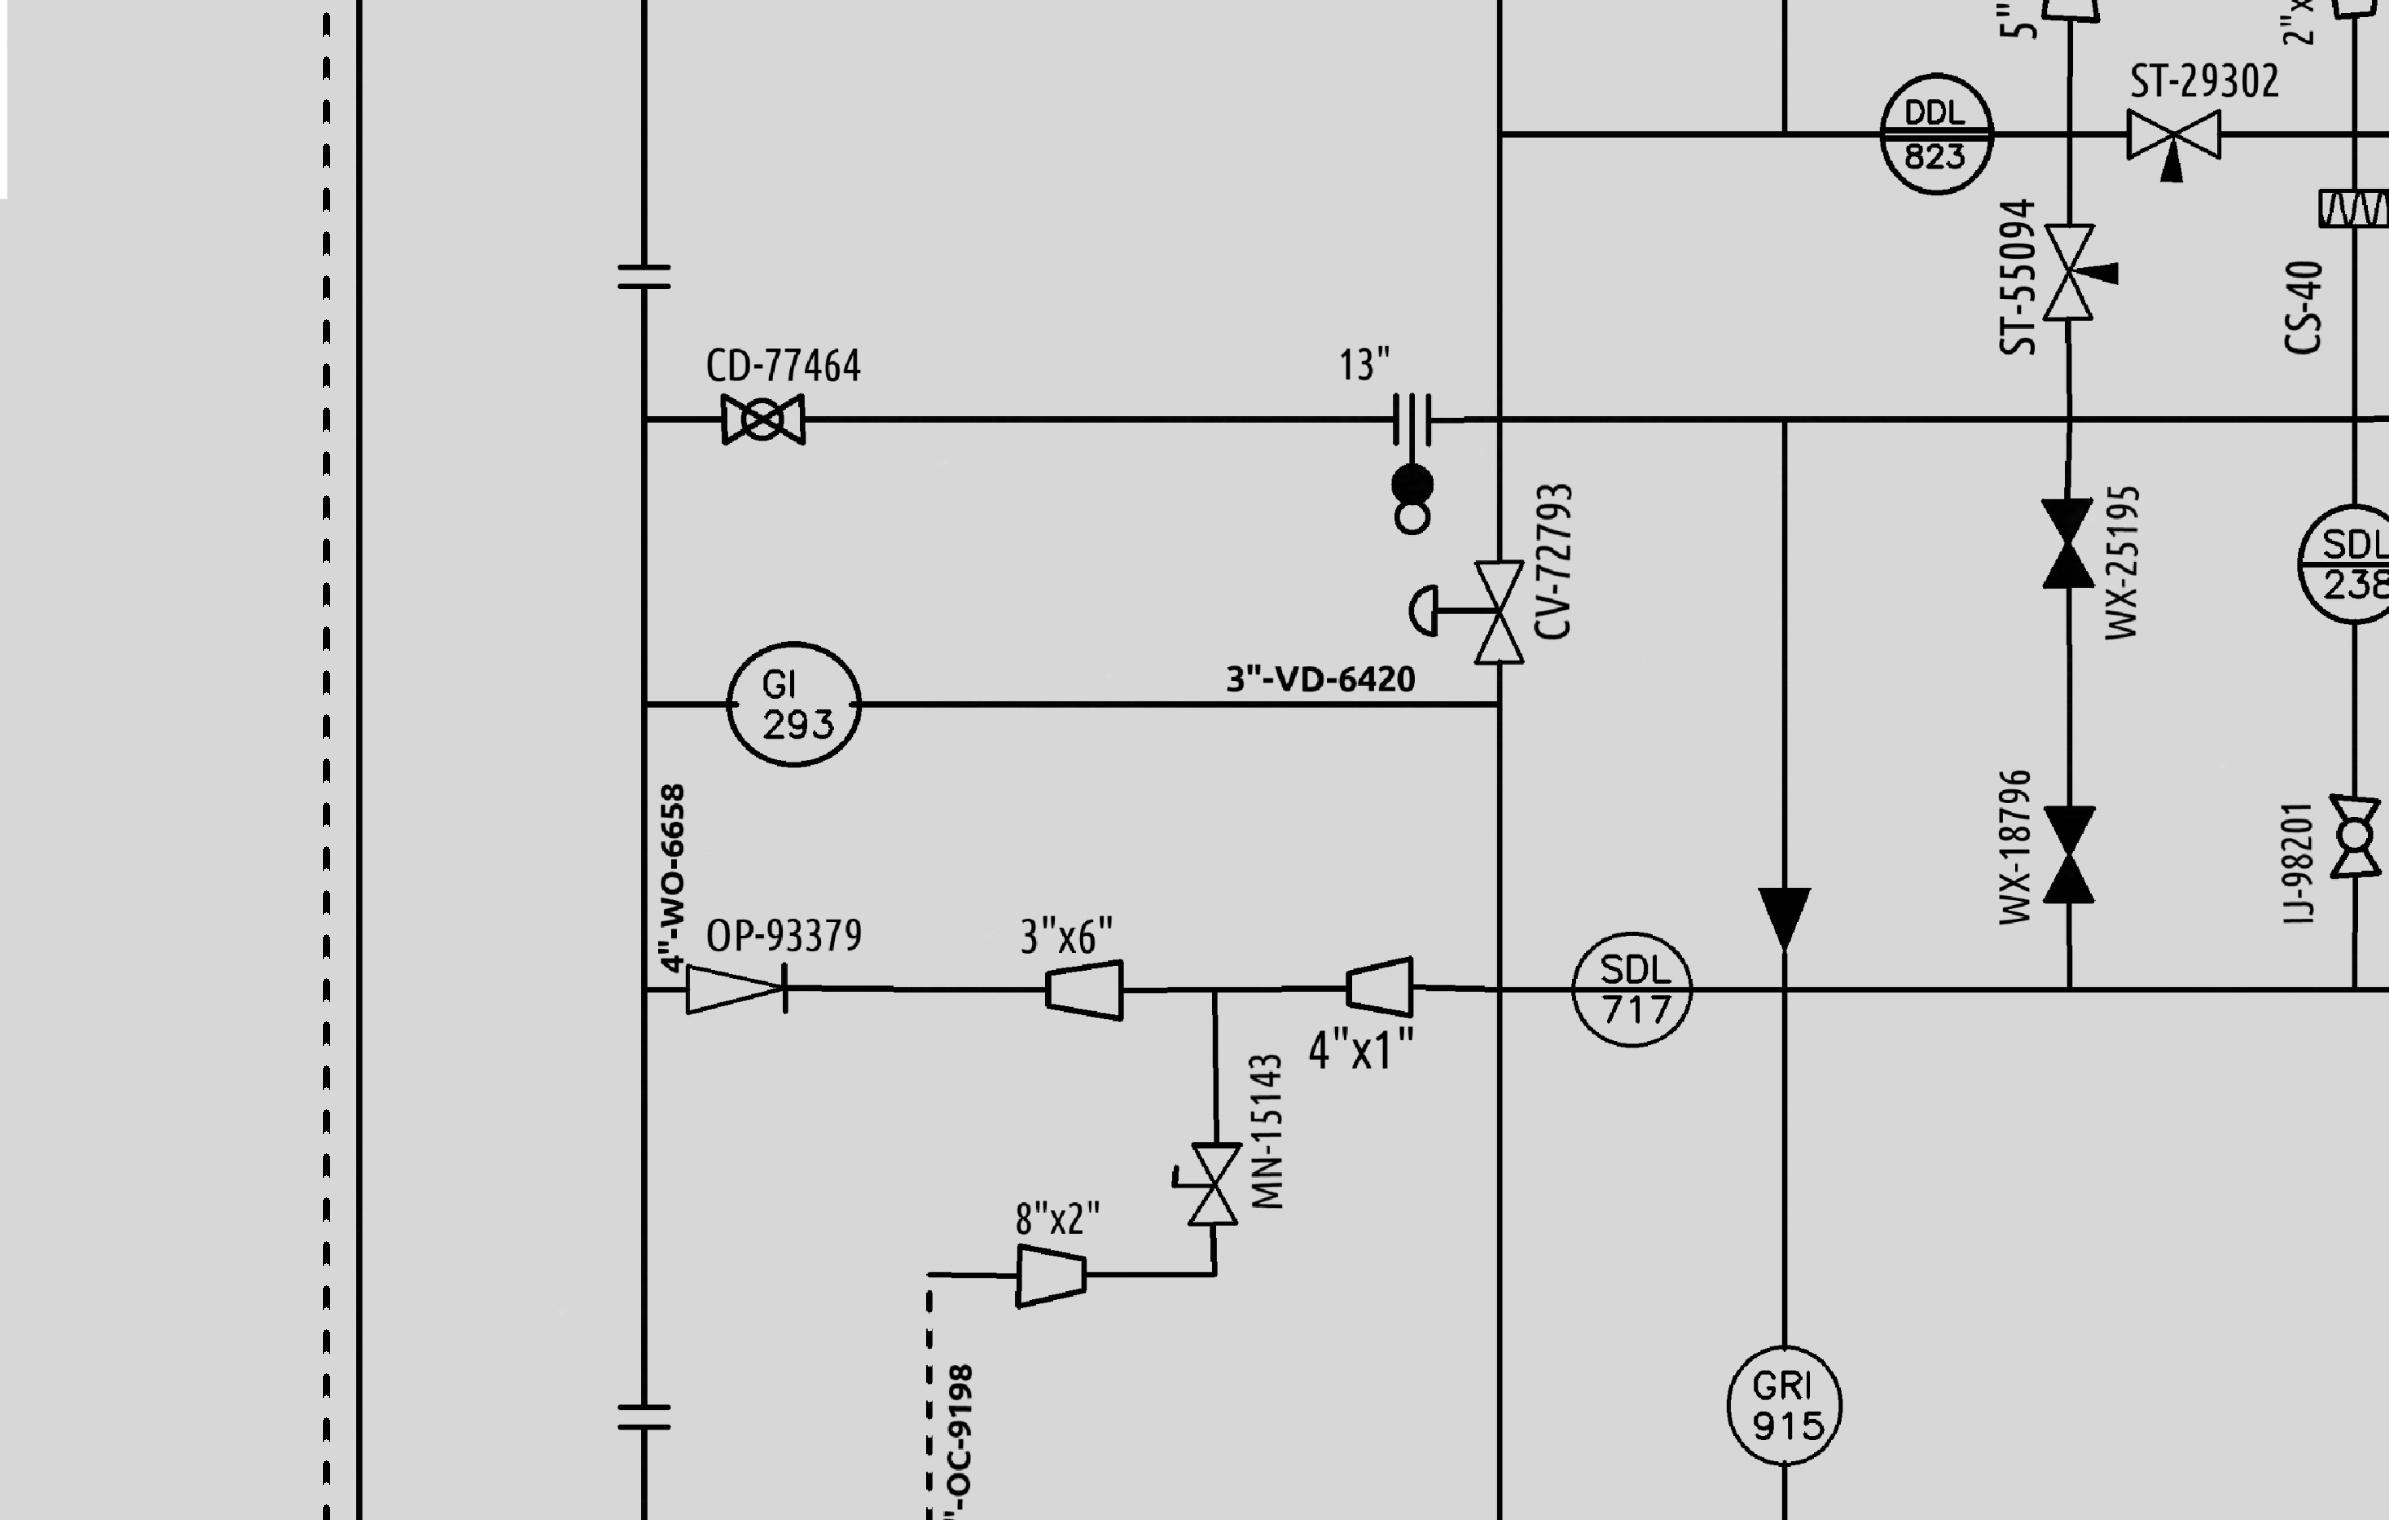 5"
2"x
ST-29302
DDL
823
ST-55094
CS-40
CD-77464
13"
CV-72793
WX-25195
SDL
238
GI
293
3"-VD-6420
4"-WO-6658
WX-18796
IJ-98201
OP-93379
3"x6"
4"x1"
SDL
717
MN-15143
8"x2"
"-OC-9198
GRI
915